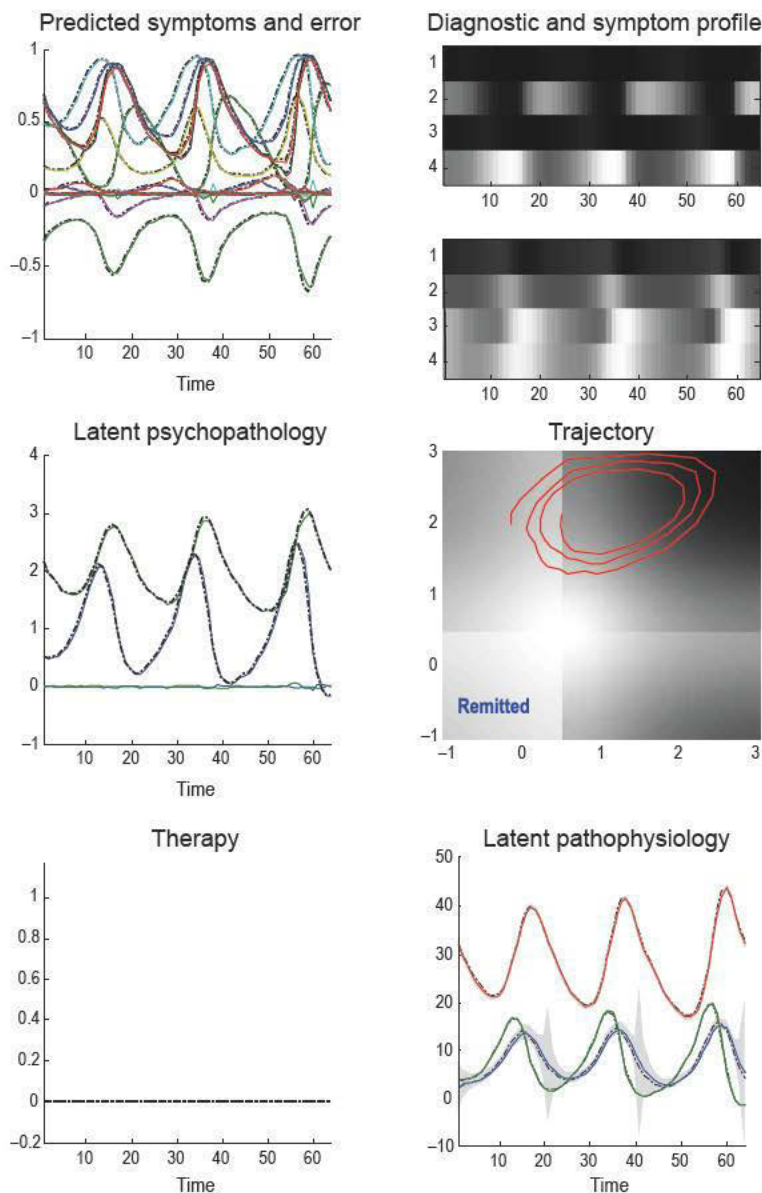 Predicted symptoms and error
1
0.5
0
–0.5
–1
10 20 30 40 50 60
Time
Diagnostic and symptom profile
1
2
3
4
10 20 30 40 50 60
1
2
3
4
10 20 30 40 50 60
Latent psychopathology
4
3
2
1
0
–1
10 20 30 40 50 60
Time
Trajectory
3
2
1
0
–1
Remitted
–1 0 1 2 3
Therapy
1
0.8
0.6
0.4
0.2
0
–0.2
10 20 30 40 50 60
Time
Latent pathophysiology
50
40
30
20
10
0
–10
10 20 30 40 50 60
Time